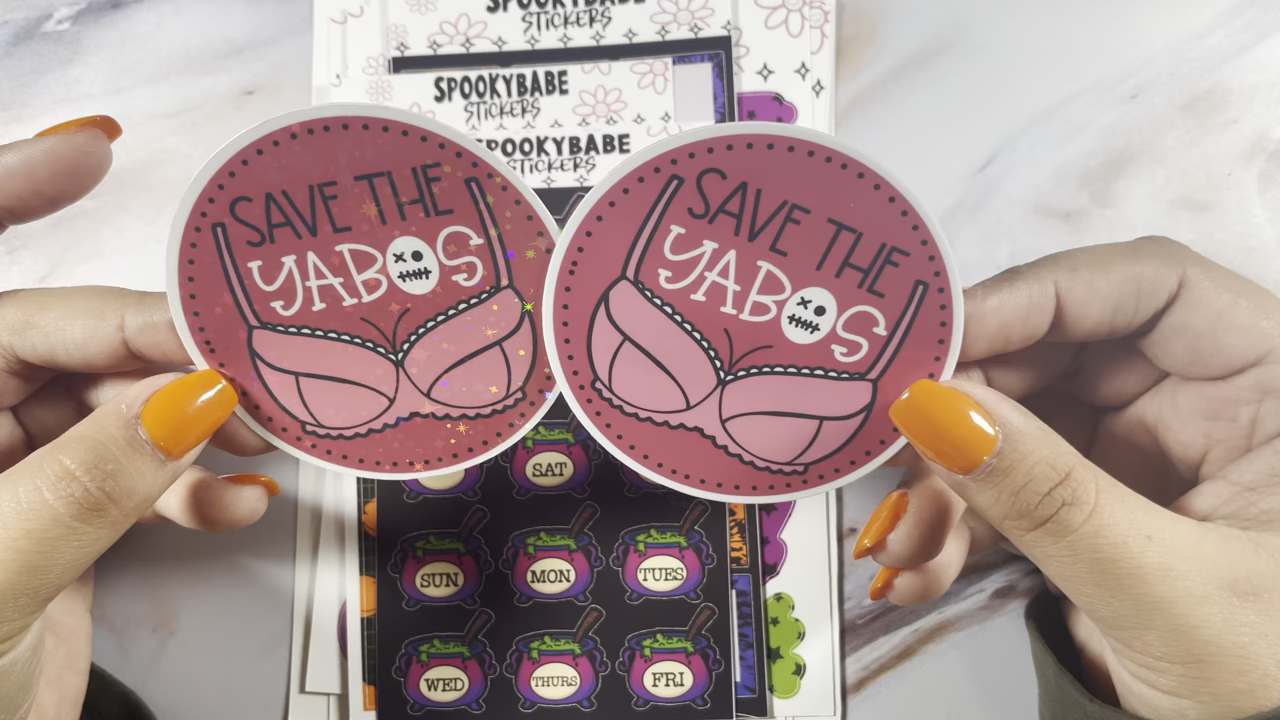 SPOOKYBABE
STICKERS
SPOOKYBABE
STICKERS
SPOOKYBABE
STICKERS
SAVE THE
YABOS
SAVE THE
YABOS
SAT
SUN
MON
TUES
WED
THURS
FRI